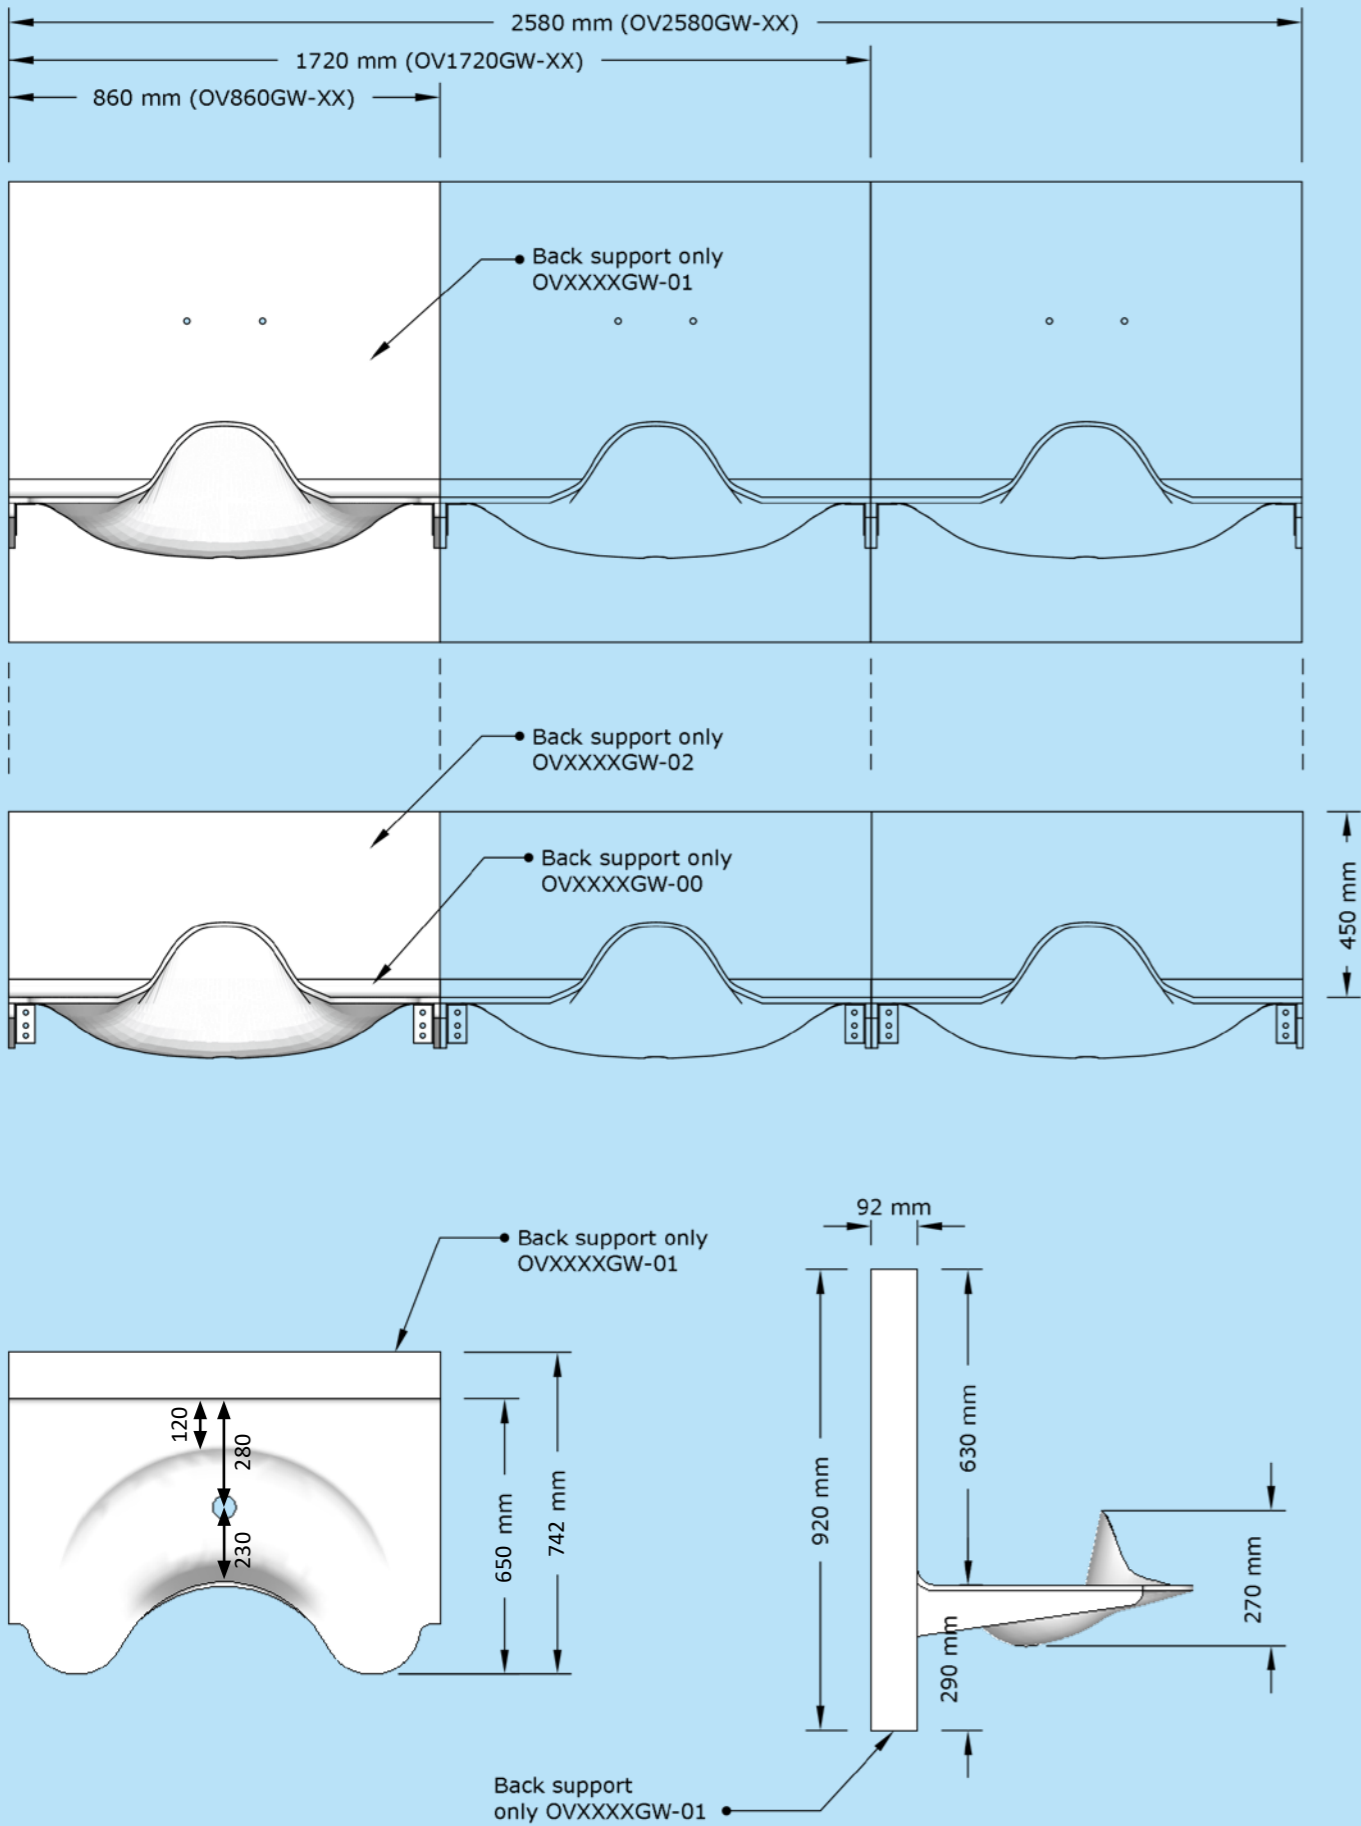 2580 mm (OV2580GW-XX)
1720 mm (OV1720GW-XX)
860 mm (OV860GW-XX)
Back support only
OVXXXXGW-01
Back support only
OVXXXXGW-02
Back support only
OVXXXXGW-00
450 mm
92 mm
Back support only
OVXXXXGW-01
120
280
230
650 mm
742 mm
920 mm
630 mm
290 mm
270 mm
Back support
only OVXXXXGW-01